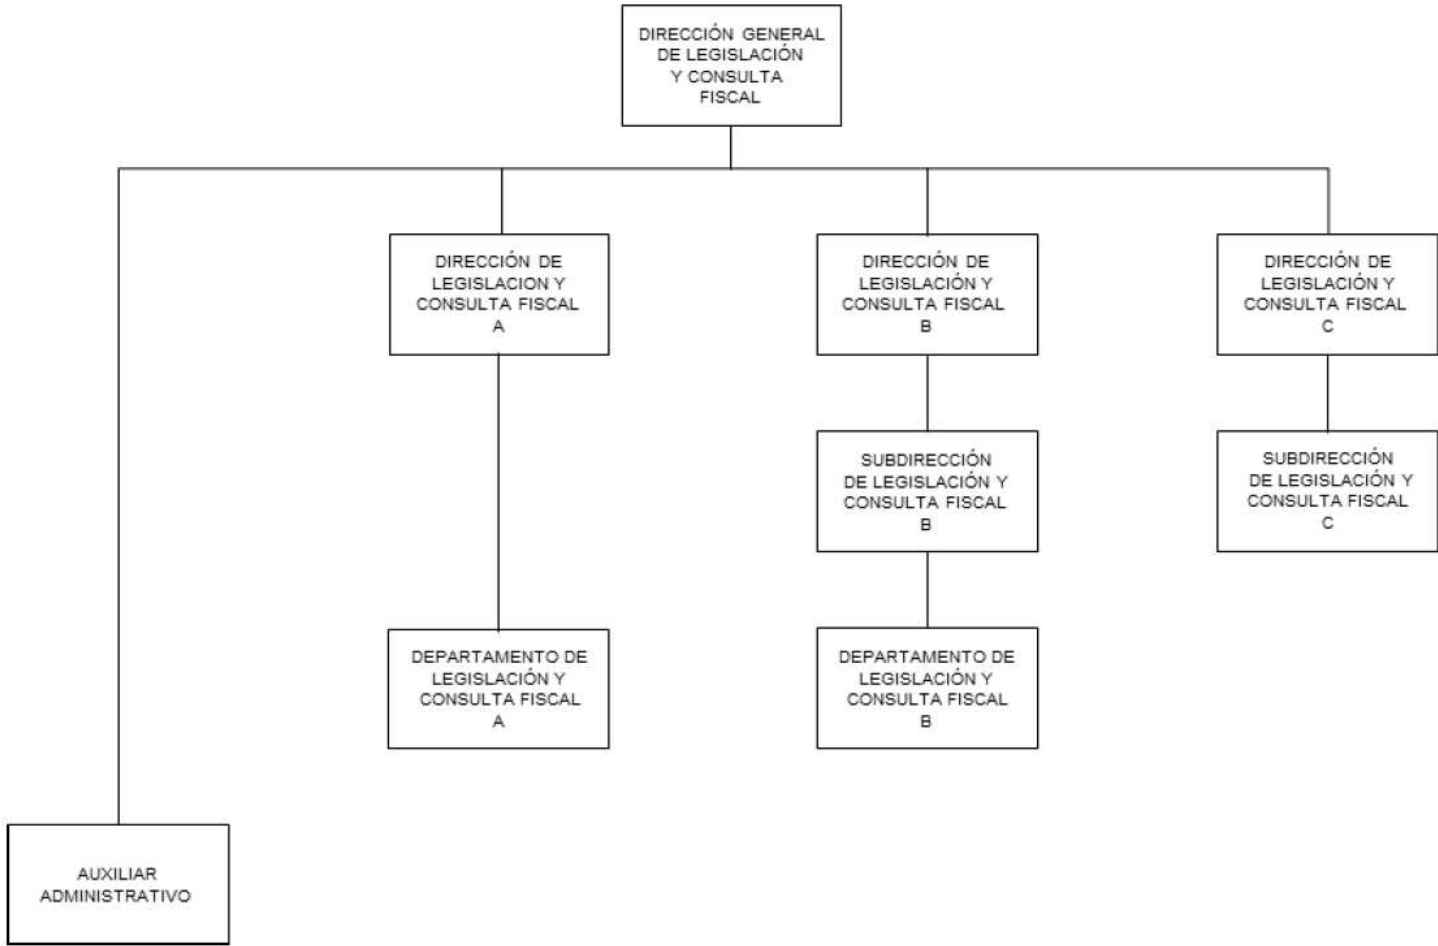 DIRECCIÓN GENERAL
DE LEGISLACIÓN
Y CONSULTA
FISCAL
DIRECCIÓN DE
LEGISLACION Y
CONSULTA FISCAL
A
DIRECCIÓN DE
LEGISLACIÓN Y
CONSULTA FISCAL
B
DIRECCIÓN DE
LEGISLACIÓN Y
CONSULTA FISCAL
C
SUBDIRECCIÓN
DE LEGISLACIÓN Y
CONSULTA FISCAL
B
SUBDIRECCIÓN
DE LEGISLACIÓN Y
CONSULTA FISCAL
C
DEPARTAMENTO DE
LEGISLACIÓN Y
CONSULTA FISCAL
A
DEPARTAMENTO DE
LEGISLACIÓN Y
CONSULTA FISCAL
B
AUXILIAR
ADMINISTRATIVO